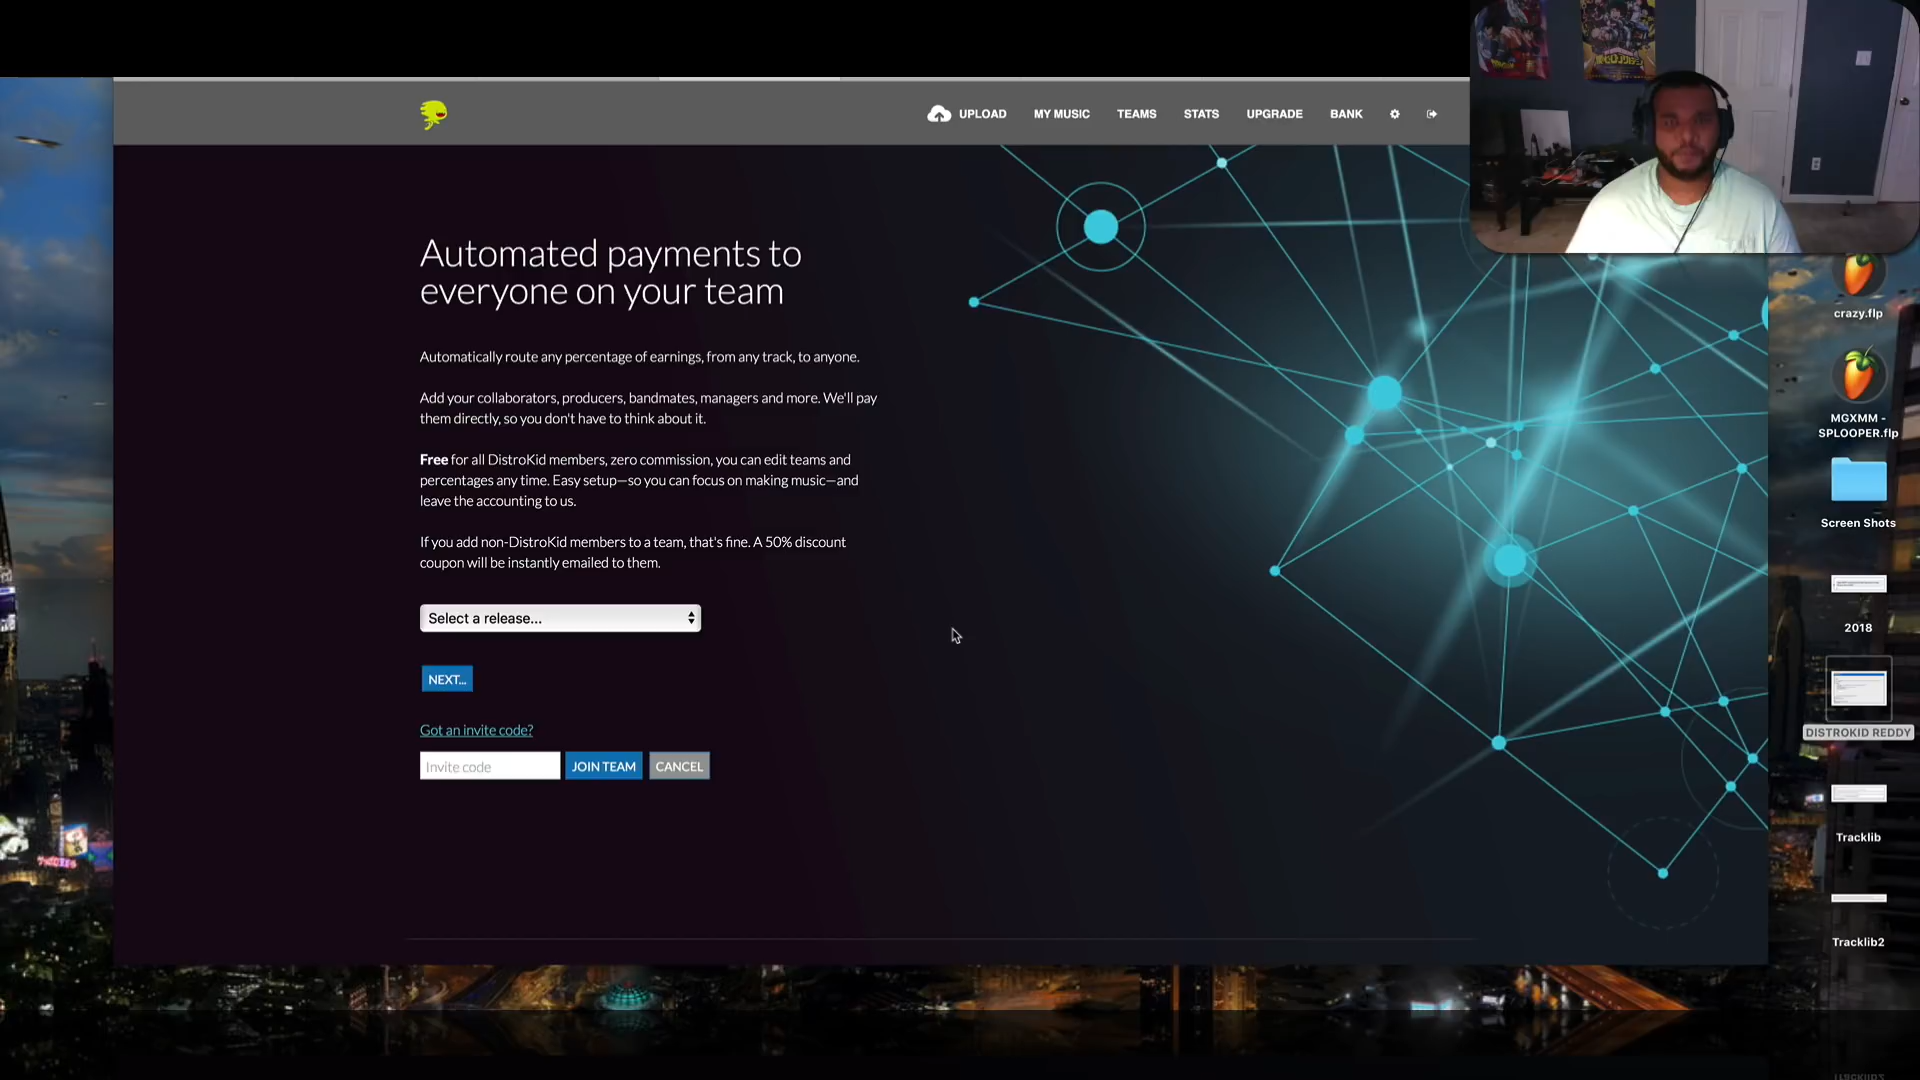 UPLOAD MY MUSIC TEAMS STATS UPGRADE BANK
Automated payments to
everyone on your team
Automatically route any percentage of earnings, from any track, to anyone.
Add your collaborators, producers, bandmates, managers and more. We'll pay
them directly, so you don't have to think about it.
Free for all DistroKid members, zero commission, you can edit teams and
percentages any time. Easy setup—so you can focus on making music—and
leave the accounting to us.
If you add non-DistroKid members to a team, that's fine. A 50% discount
coupon will be instantly emailed to them.
Select a release...
NEXT...
Got an invite code?
Invite code JOIN TEAM CANCEL
crazy.flp
MGXMM -
SPLOOPER.flp
Screen Shots
2018
DISTROKID REDDY
Tracklib
Tracklib2